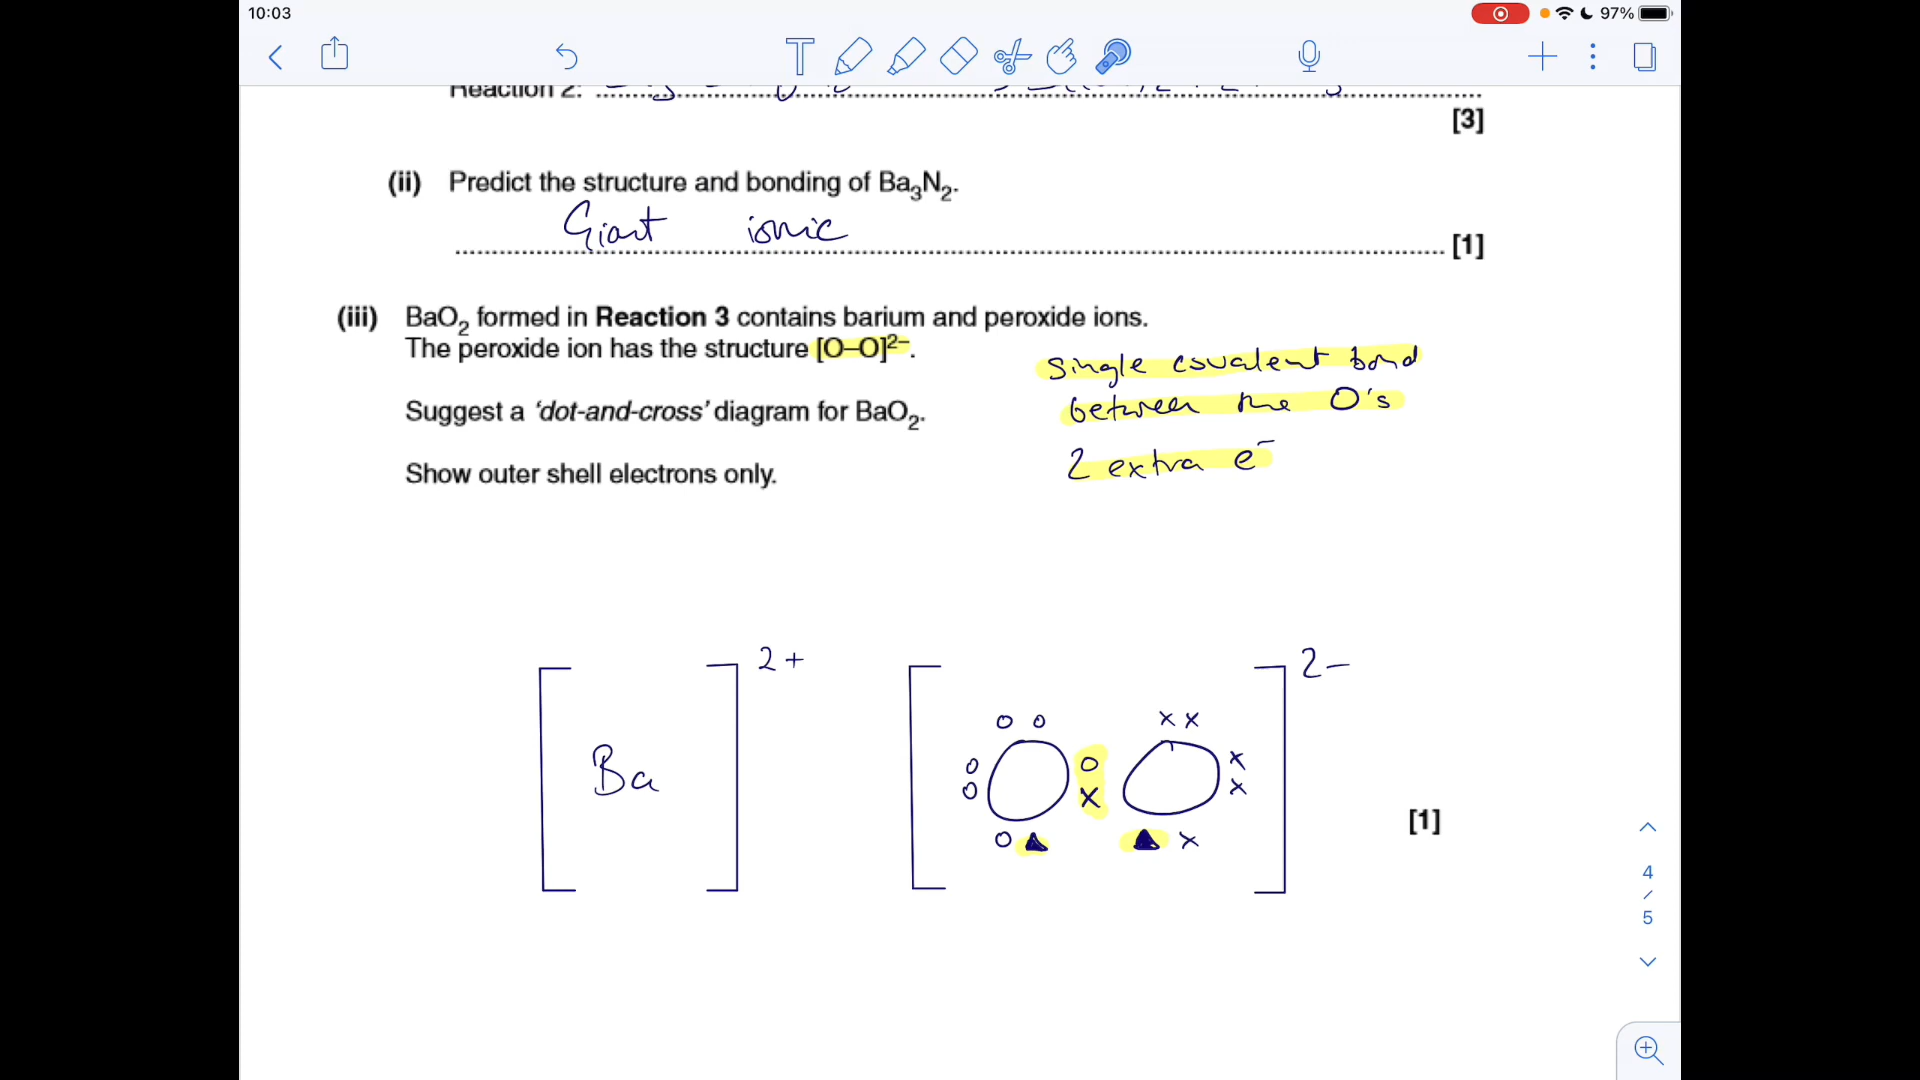 10:03
97%
T
Reaction 2:
[3]
(ii) Predict the structure and bonding of Ba₃N₂.
Giant ionic
[1]
(iii) BaO₂ formed in Reaction 3 contains barium and peroxide ions.
The peroxide ion has the structure [O–O]²⁻.
single covalent bond
between the O's
Suggest a ‘dot-and-cross’ diagram for BaO₂.
2 extra e⁻
Show outer shell electrons only.
2+
2−
o o x x
Ba
o o x
o x x
o x
[1]
4
/
5